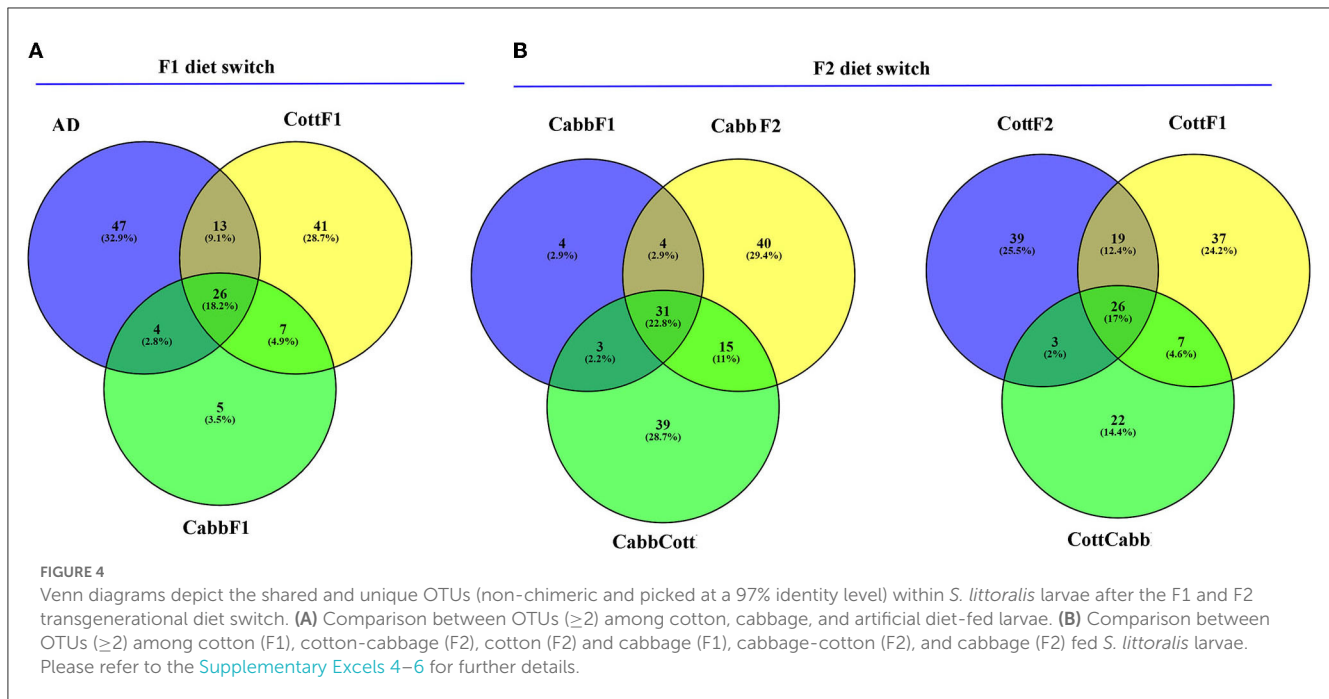 A
B
F1 diet switch
F2 diet switch
AD
CottF1
CabbF1
Cabb F2
CottF2
CottF1
47
(32.9%)
13
(9.1%)
41
(28.7%)
26
(18.2%)
4
(2.8%)
7
(4.9%)
5
(3.5%)
CabbF1
4
(2.9%)
4
(2.9%)
40
(29.4%)
31
(22.8%)
3
(2.2%)
15
(11%)
39
(28.7%)
CabbCott
39
(25.5%)
19
(12.4%)
37
(24.2%)
26
(17%)
3
(2%)
7
(4.6%)
22
(14.4%)
CottCabb
FIGURE 4
Venn diagrams depict the shared and unique OTUs (non-chimeric and picked at a 97% identity level) within S. littoralis larvae after the F1 and F2
transgenerational diet switch. (A) Comparison between OTUs (≥2) among cotton, cabbage, and artificial diet-fed larvae. (B) Comparison between
OTUs (≥2) among cotton (F1), cotton-cabbage (F2), cotton (F2) and cabbage (F1), cabbage-cotton (F2), and cabbage (F2) fed S. littoralis larvae.
Please refer to the Supplementary Excels 4–6 for further details.